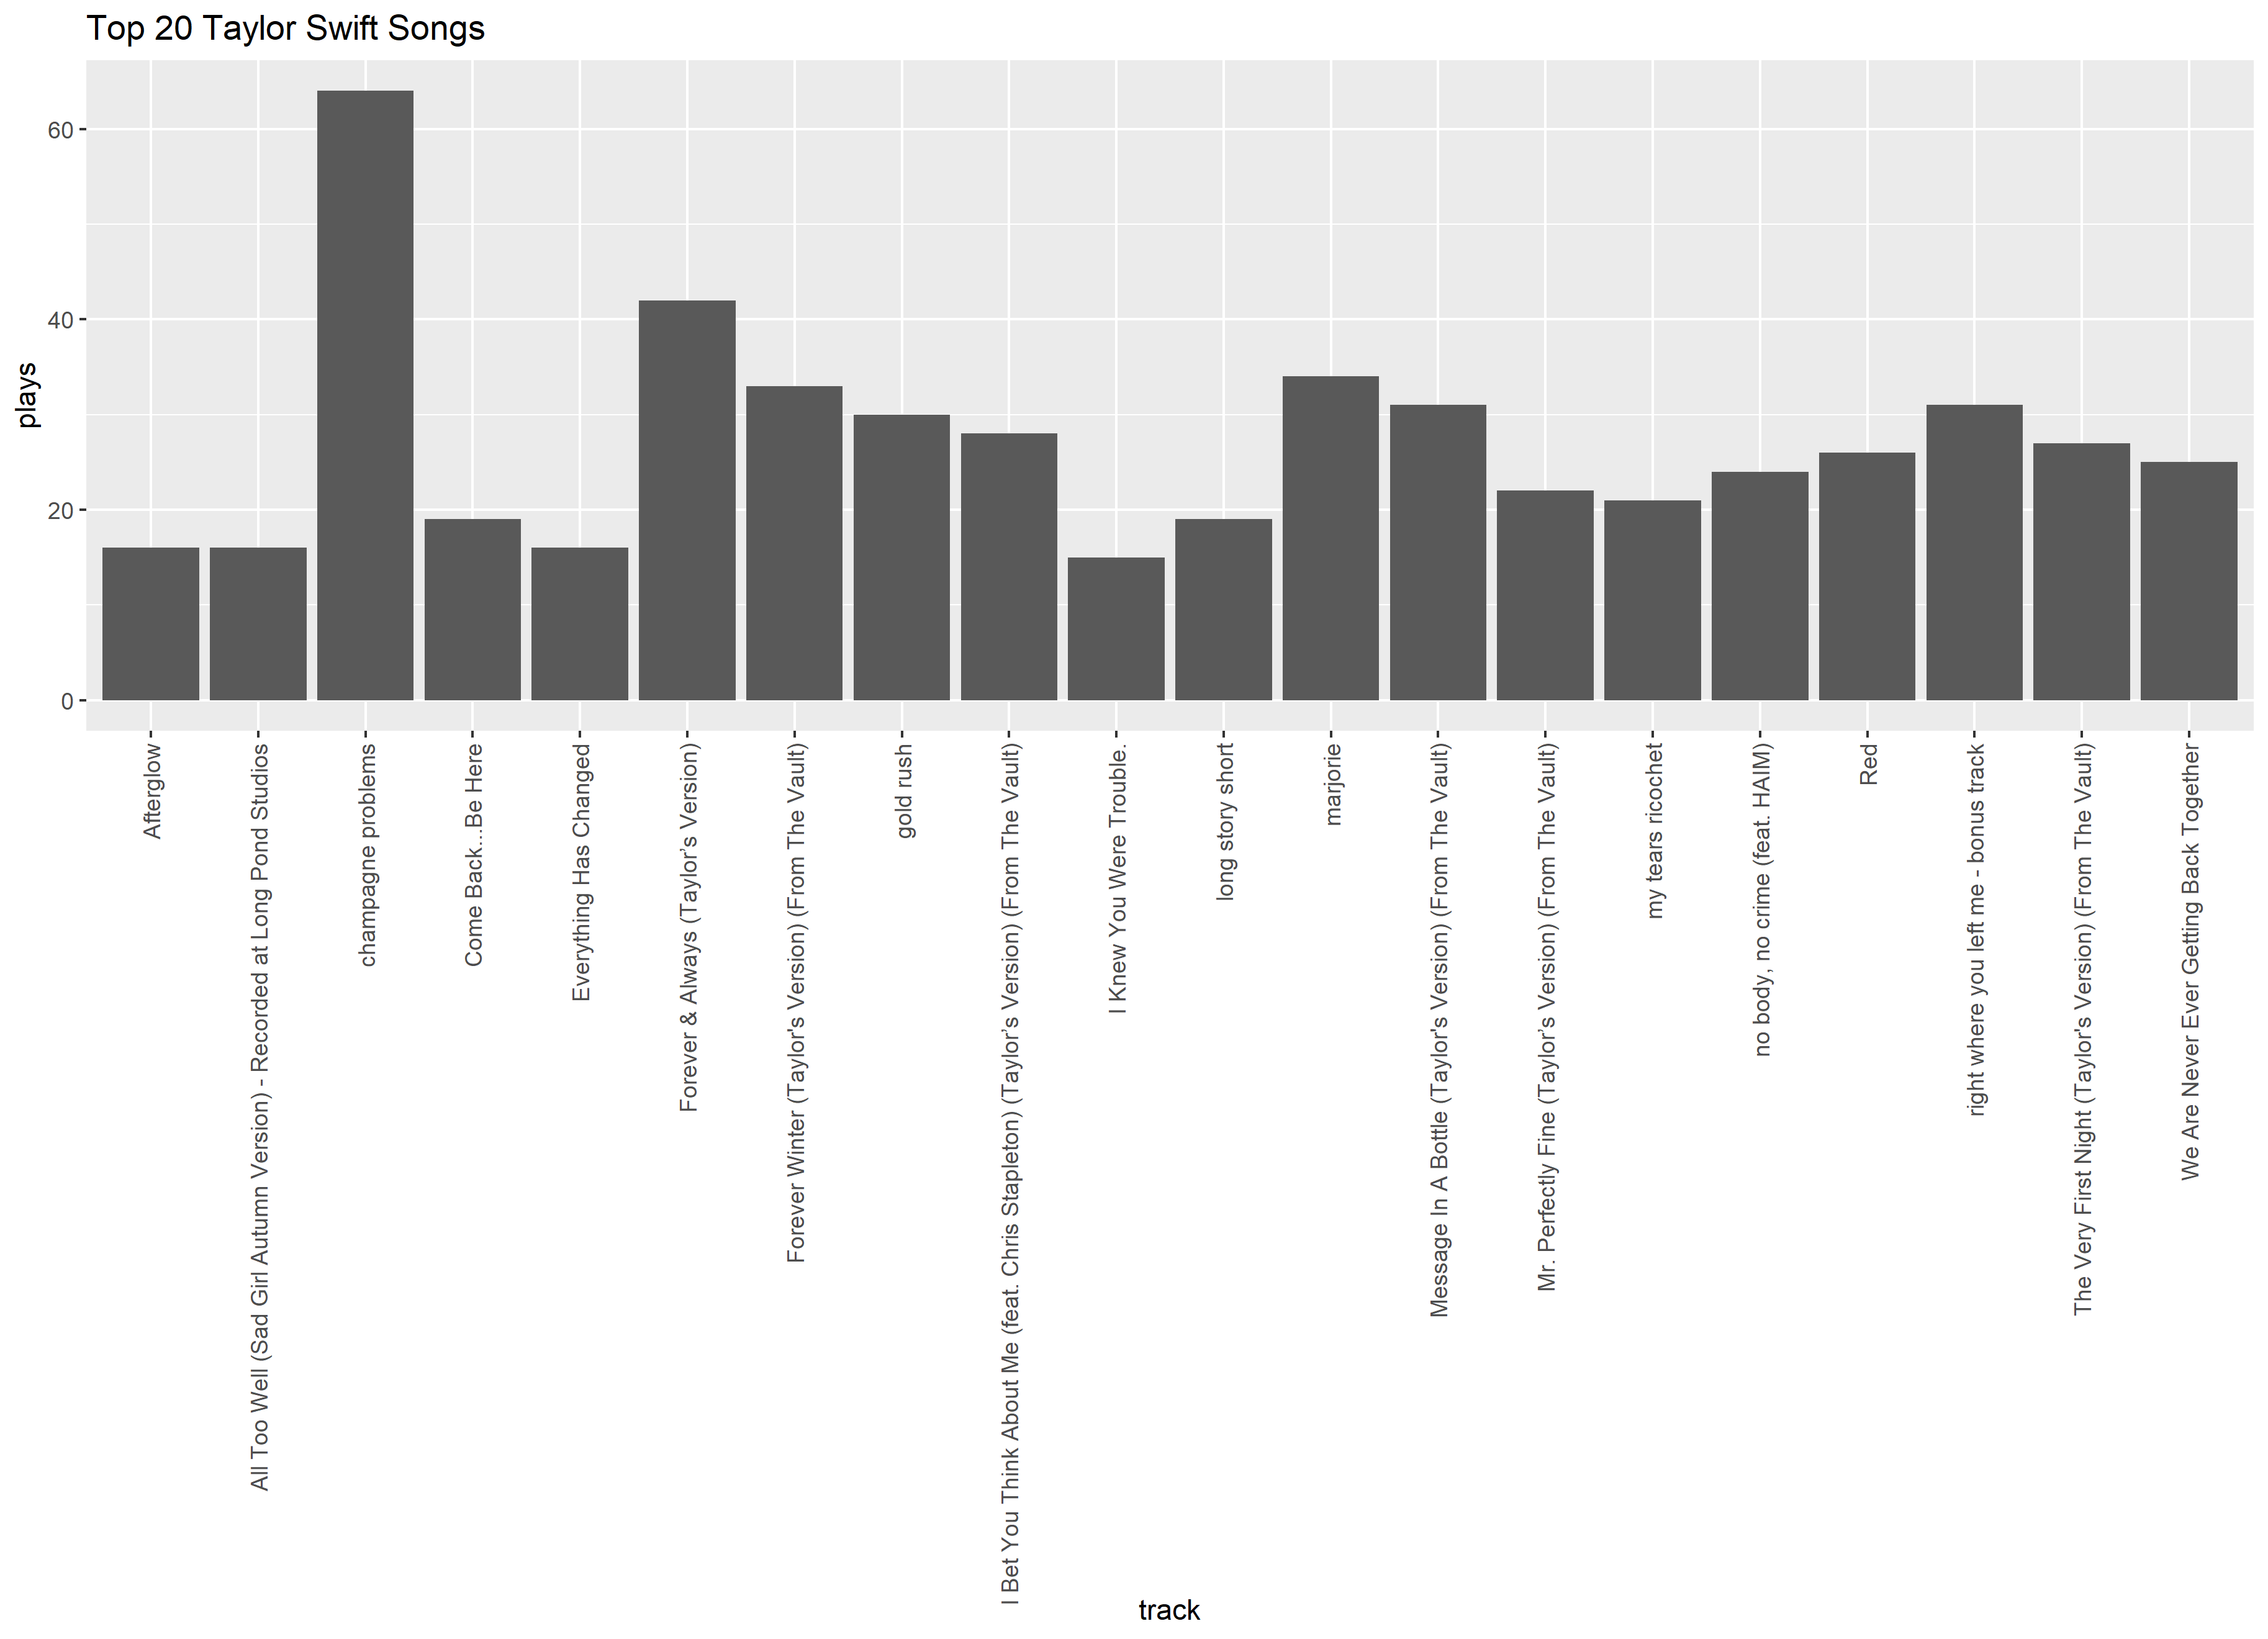 Top 20 Taylor Swift Songs
plays
60
40
20
0
Afterglow
All Too Well (Sad Girl Autumn Version) - Recorded at Long Pond Studios
champagne problems
Come Back...Be Here
Everything Has Changed
Forever & Always (Taylor’s Version)
Forever Winter (Taylor's Version) (From The Vault)
gold rush
I Bet You Think About Me (feat. Chris Stapleton) (Taylor’s Version) (From The Vault)
I Knew You Were Trouble.
long story short
marjorie
Message In A Bottle (Taylor's Version) (From The Vault)
Mr. Perfectly Fine (Taylor’s Version) (From The Vault)
my tears ricochet
no body, no crime (feat. HAIM)
Red
right where you left me - bonus track
The Very First Night (Taylor's Version) (From The Vault)
We Are Never Ever Getting Back Together
track